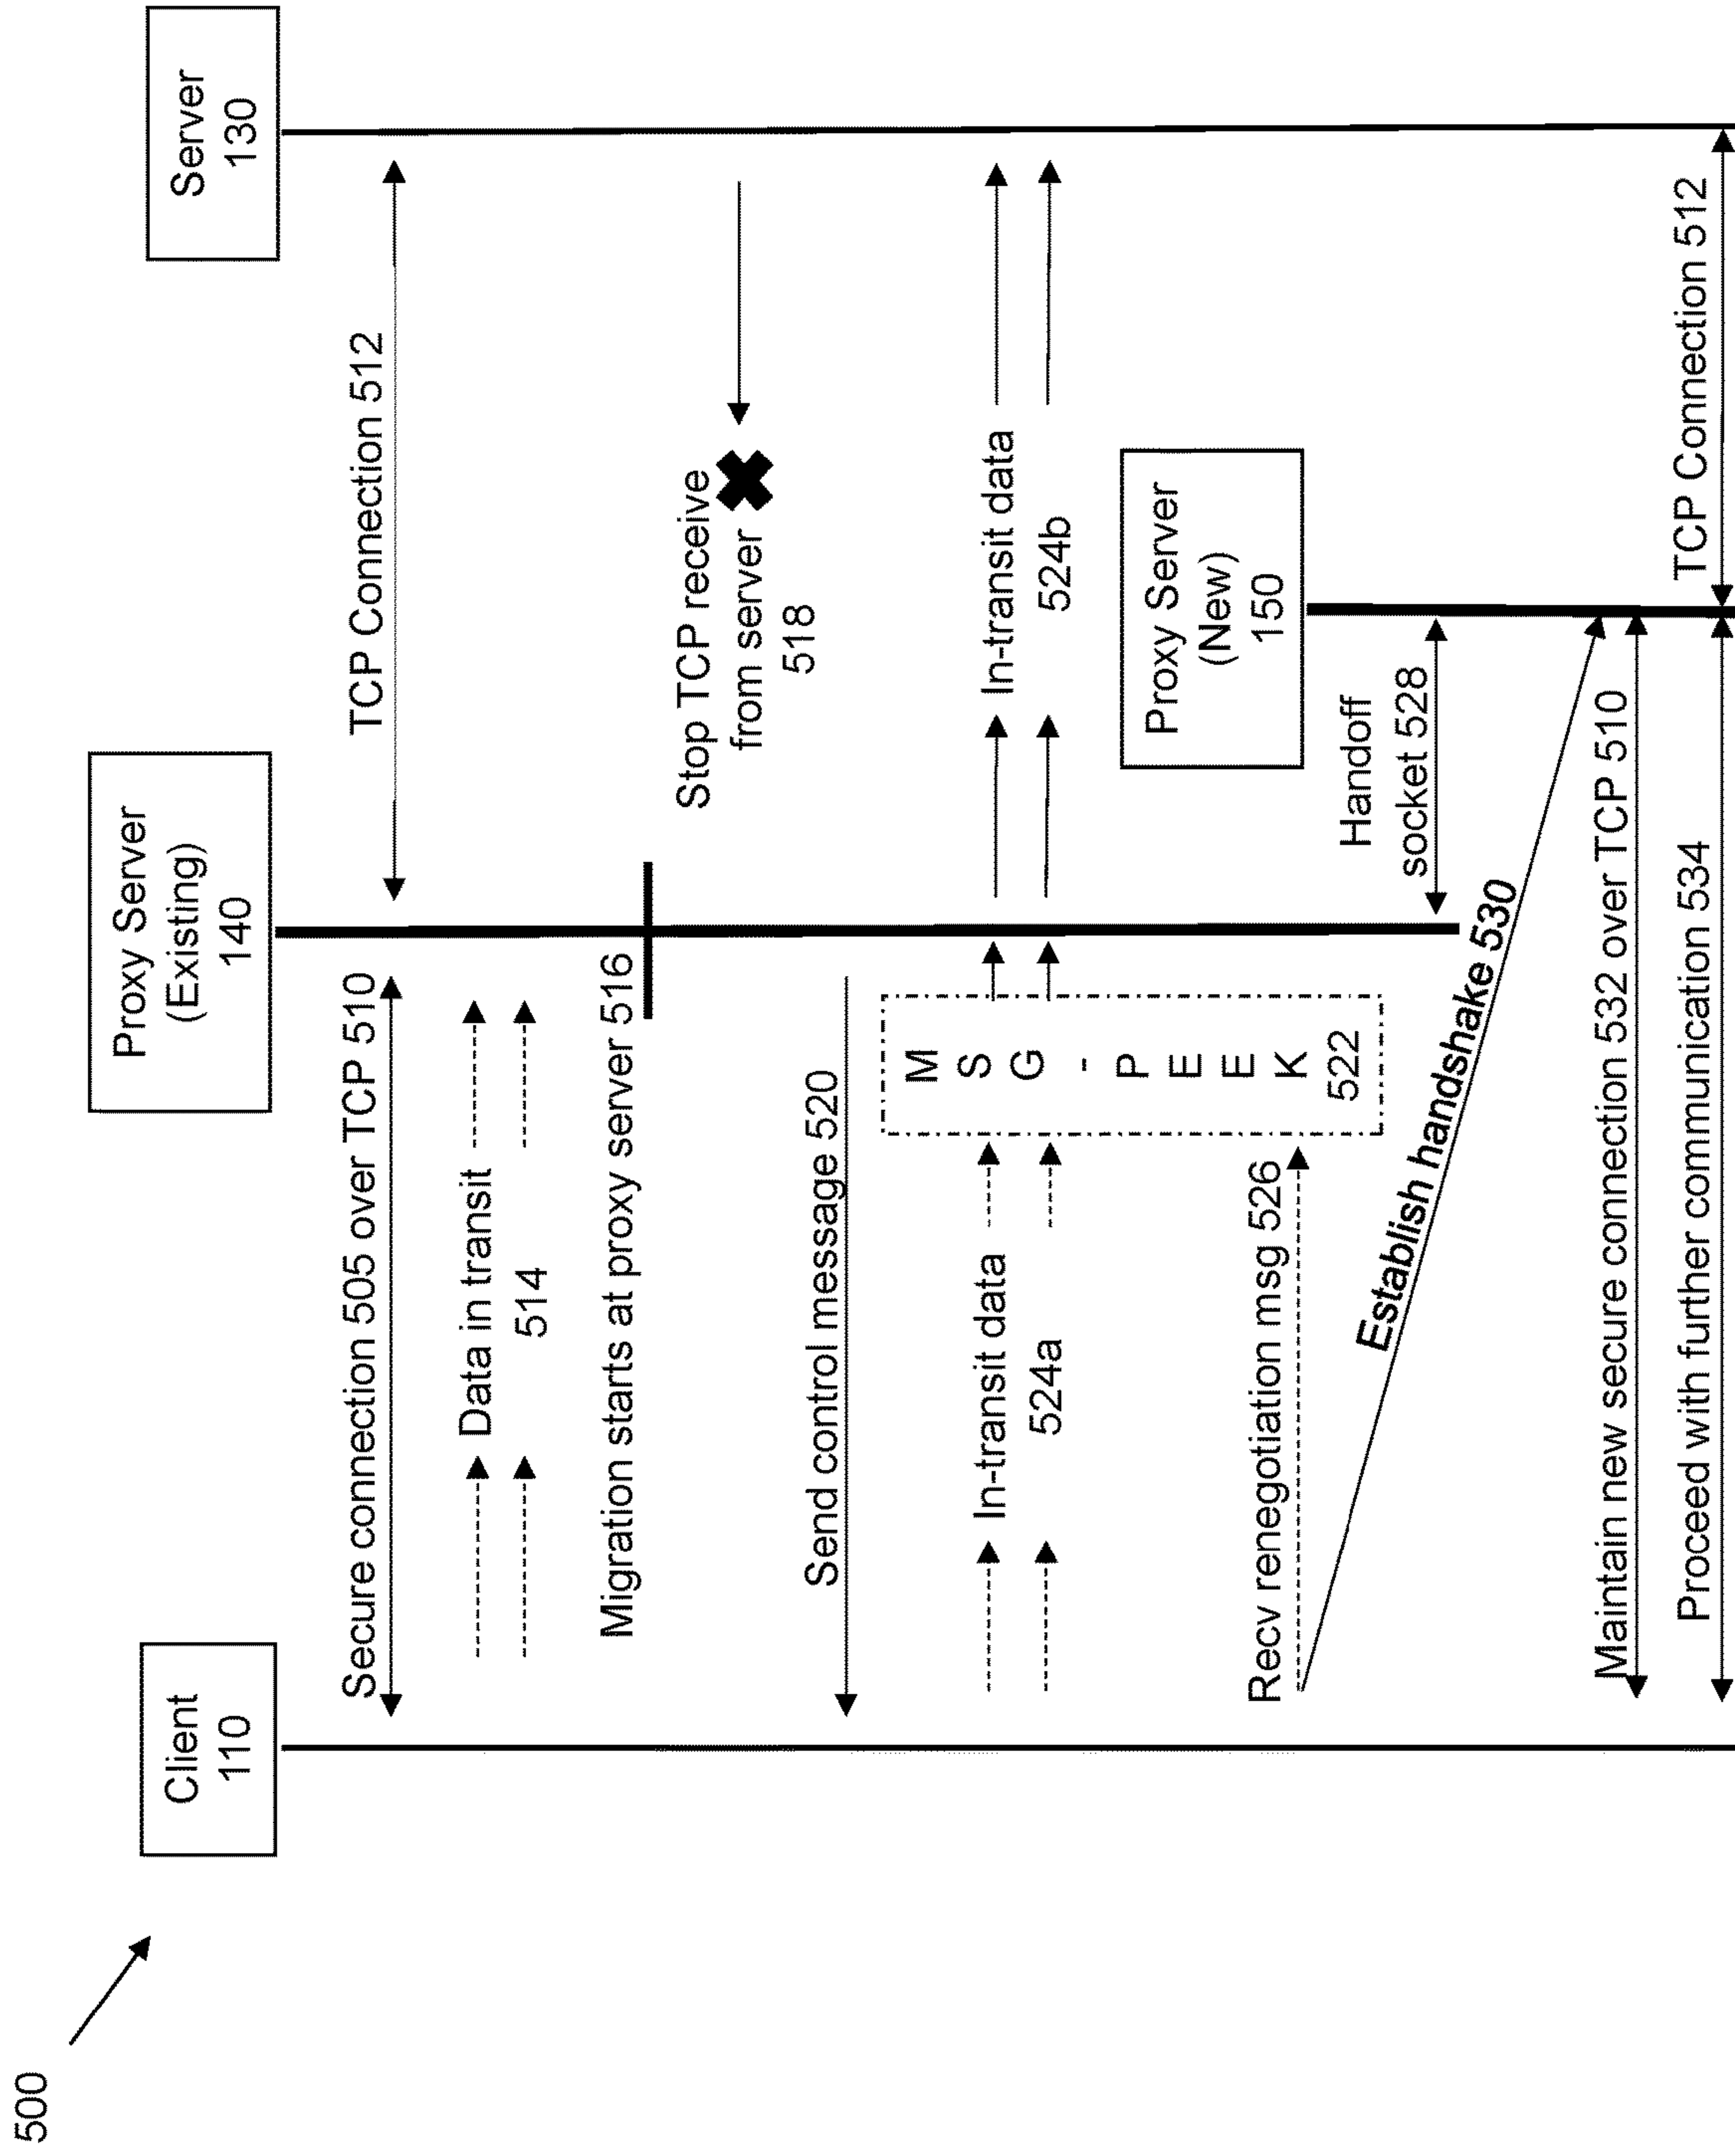 500
Client
110
Proxy Server
(Existing)
140
Server
130
Secure connection 505 over TCP 510
TCP Connection 512
Data in transit
514
Migration starts at proxy server 516
Stop TCP receive
from server
518
Send control message 520
M
S
G
-
P
E
E
K
522
In-transit data
524a
In-transit data
524b
Recv renegotiation msg 526
Proxy Server
(New)
150
Handoff
socket 528
Establish handshake 530
Maintain new secure connection 532 over TCP 510
Proceed with further communication 534
TCP Connection 512